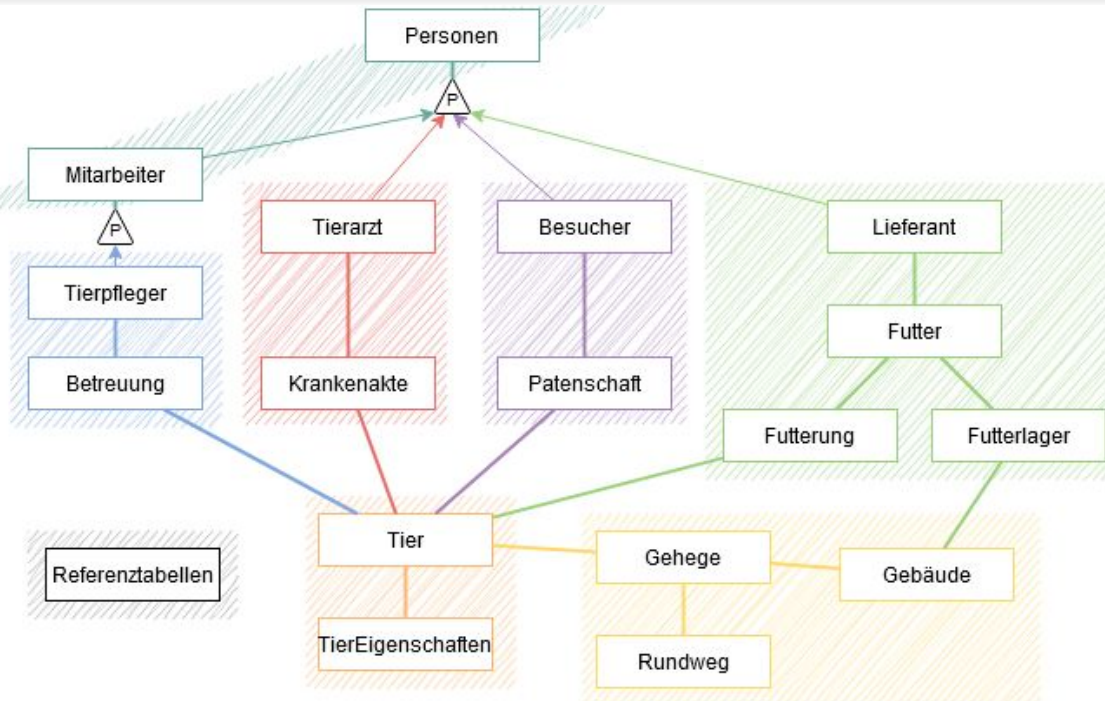 Personen
P
Mitarbeiter
P
Tierarzt
Besucher
Lieferant
Tierpfleger
Futter
Betreuung
Krankenakte
Patenschaft
Futterung
Futterlager
Tier
Gehege
Gebäude
Referenztabellen
TierEigenschaften
Rundweg